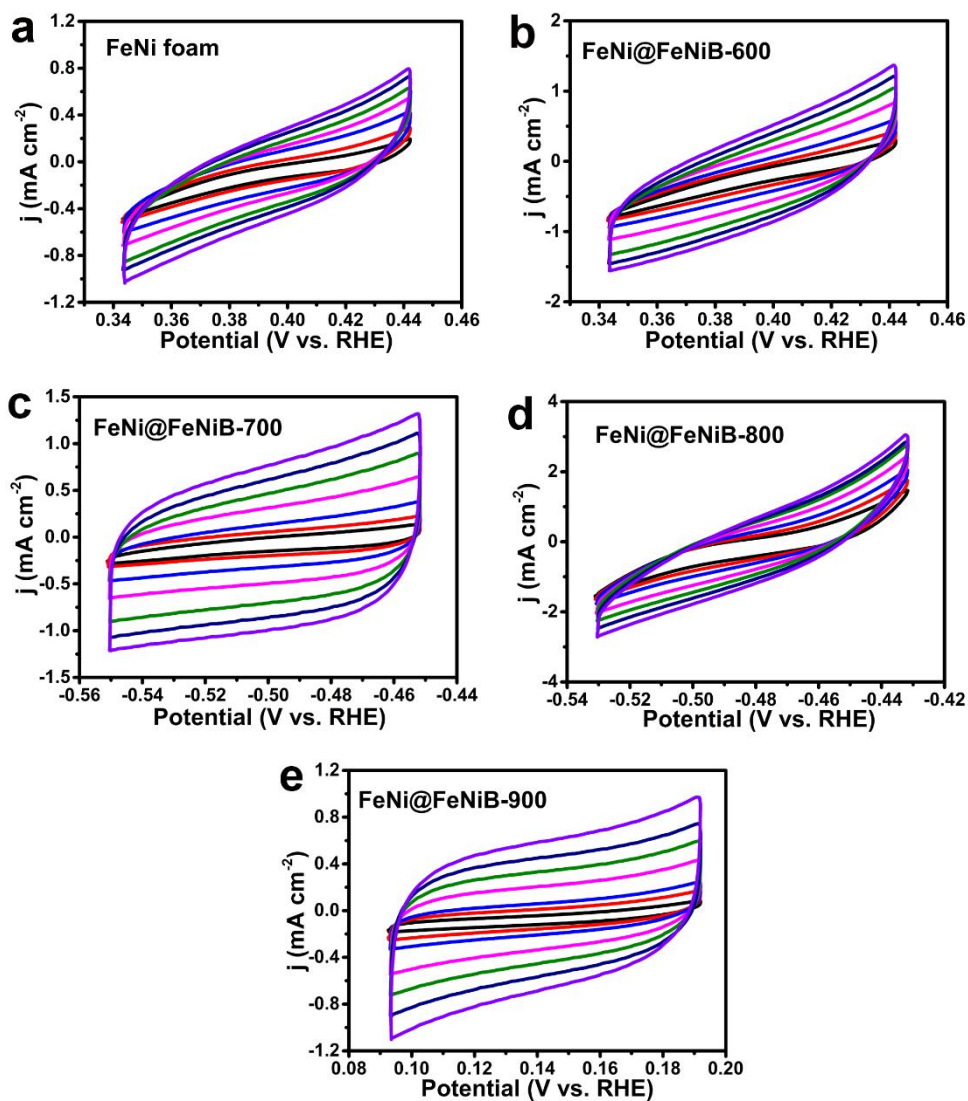 a
FeNi foam
j (mA cm-2)
1.2
0.8
0.4
0.0
-0.4
-0.8
-1.2
0.34 0.36 0.38 0.40 0.42 0.44 0.46
Potential (V vs. RHE)
b
FeNi@FeNiB-600
j (mA cm-2)
2
1
0
-1
-2
0.34 0.36 0.38 0.40 0.42 0.44 0.46
Potential (V vs. RHE)
c
FeNi@FeNiB-700
j (mA cm-2)
1.5
1.0
0.5
0.0
-0.5
-1.0
-1.5
-0.56 -0.54 -0.52 -0.50 -0.48 -0.46 -0.44
Potential (V vs. RHE)
d
FeNi@FeNiB-800
j (mA cm-2)
4
2
0
-2
-4
-0.54 -0.52 -0.50 -0.48 -0.46 -0.44 -0.42
Potential (V vs. RHE)
e
FeNi@FeNiB-900
j (mA cm-2)
1.2
0.8
0.4
0.0
-0.4
-0.8
-1.2
0.08 0.10 0.12 0.14 0.16 0.18 0.20
Potential (V vs. RHE)